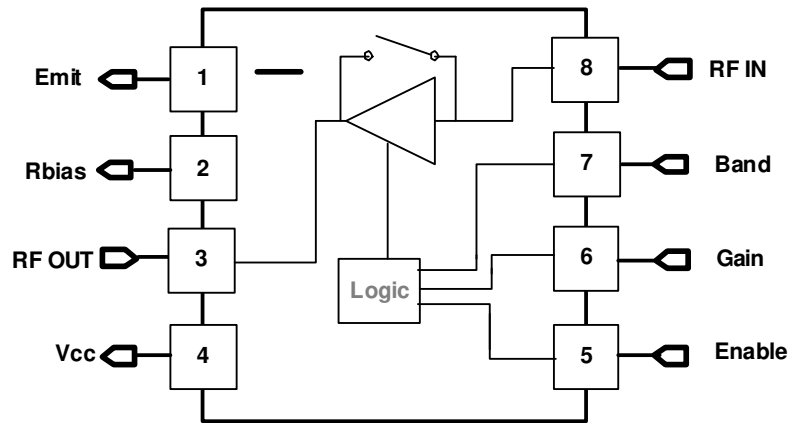 Emit
1
8
RF IN
Rbias
2
7
Band
RF OUT
3
Logic
6
Gain
Vcc
4
5
Enable